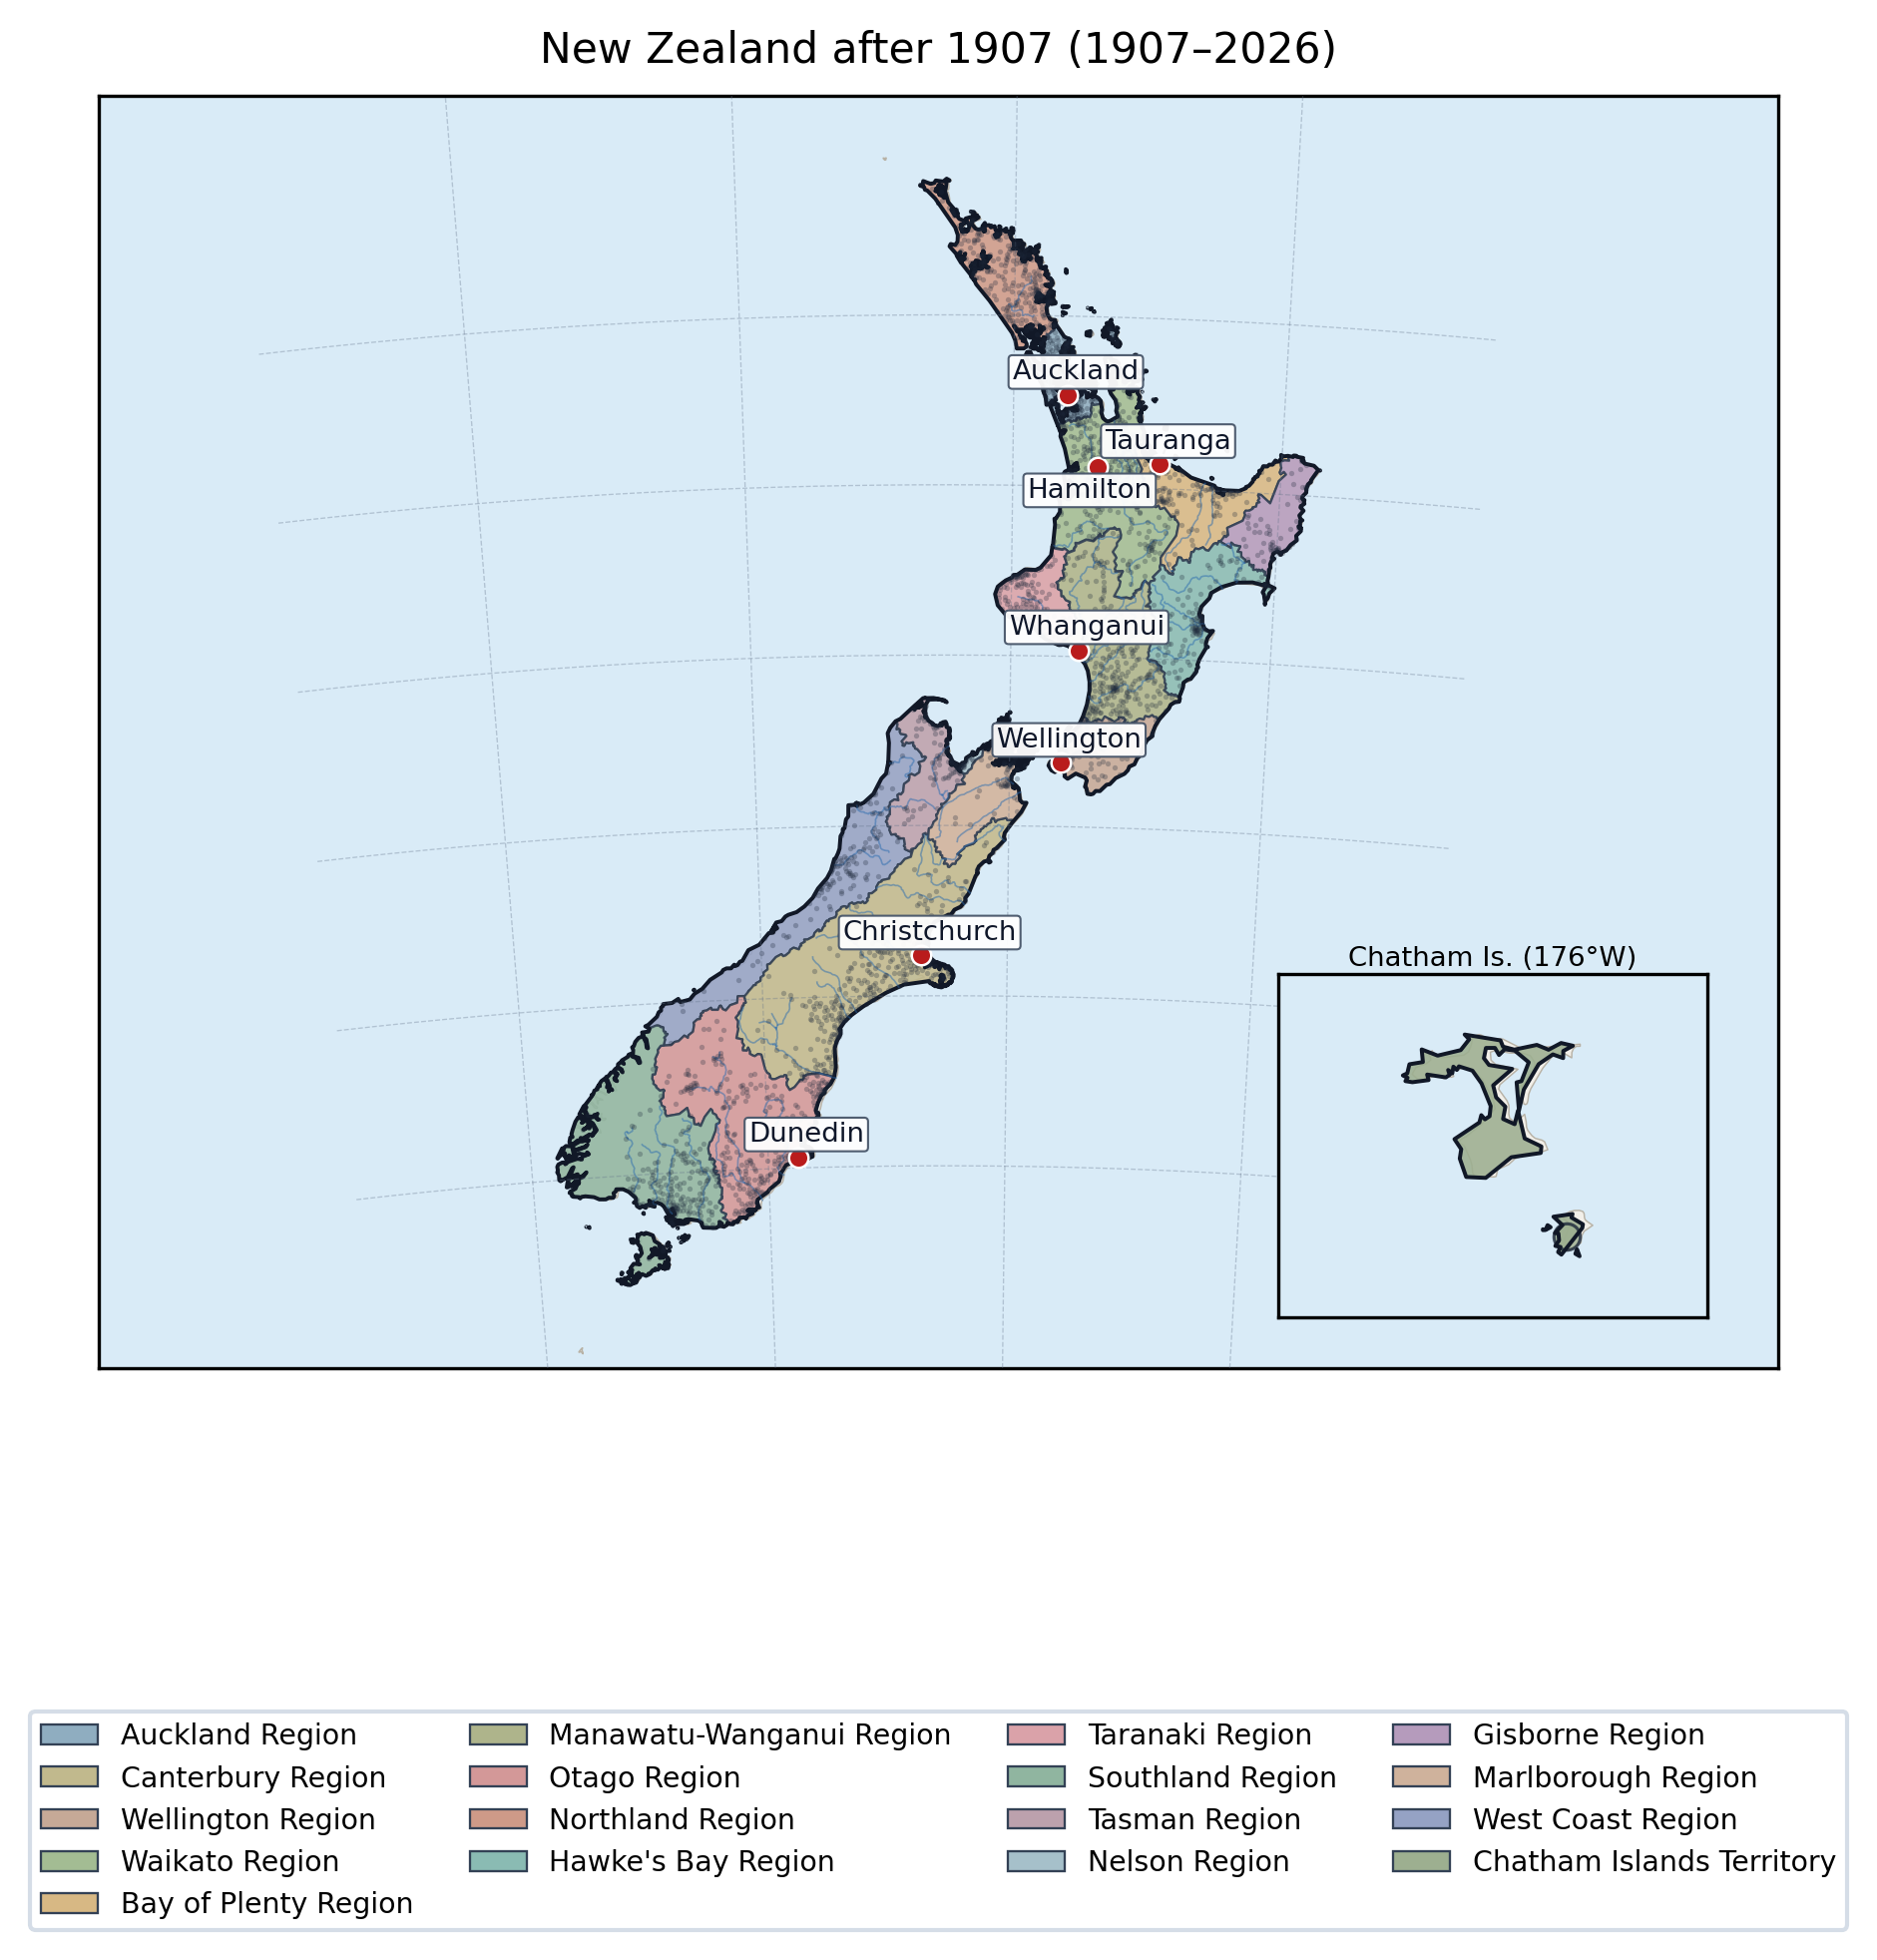 New Zealand after 1907 (1907–2026)
Auckland
Tauranga
Hamilton
Whanganui
Wellington
Christchurch
Chatham Is. (176°W)
Dunedin
Auckland Region
Canterbury Region
Wellington Region
Waikato Region
Bay of Plenty Region
Manawatu-Wanganui Region
Otago Region
Northland Region
Hawke's Bay Region
Taranaki Region
Southland Region
Tasman Region
Nelson Region
Gisborne Region
Marlborough Region
West Coast Region
Chatham Islands Territory